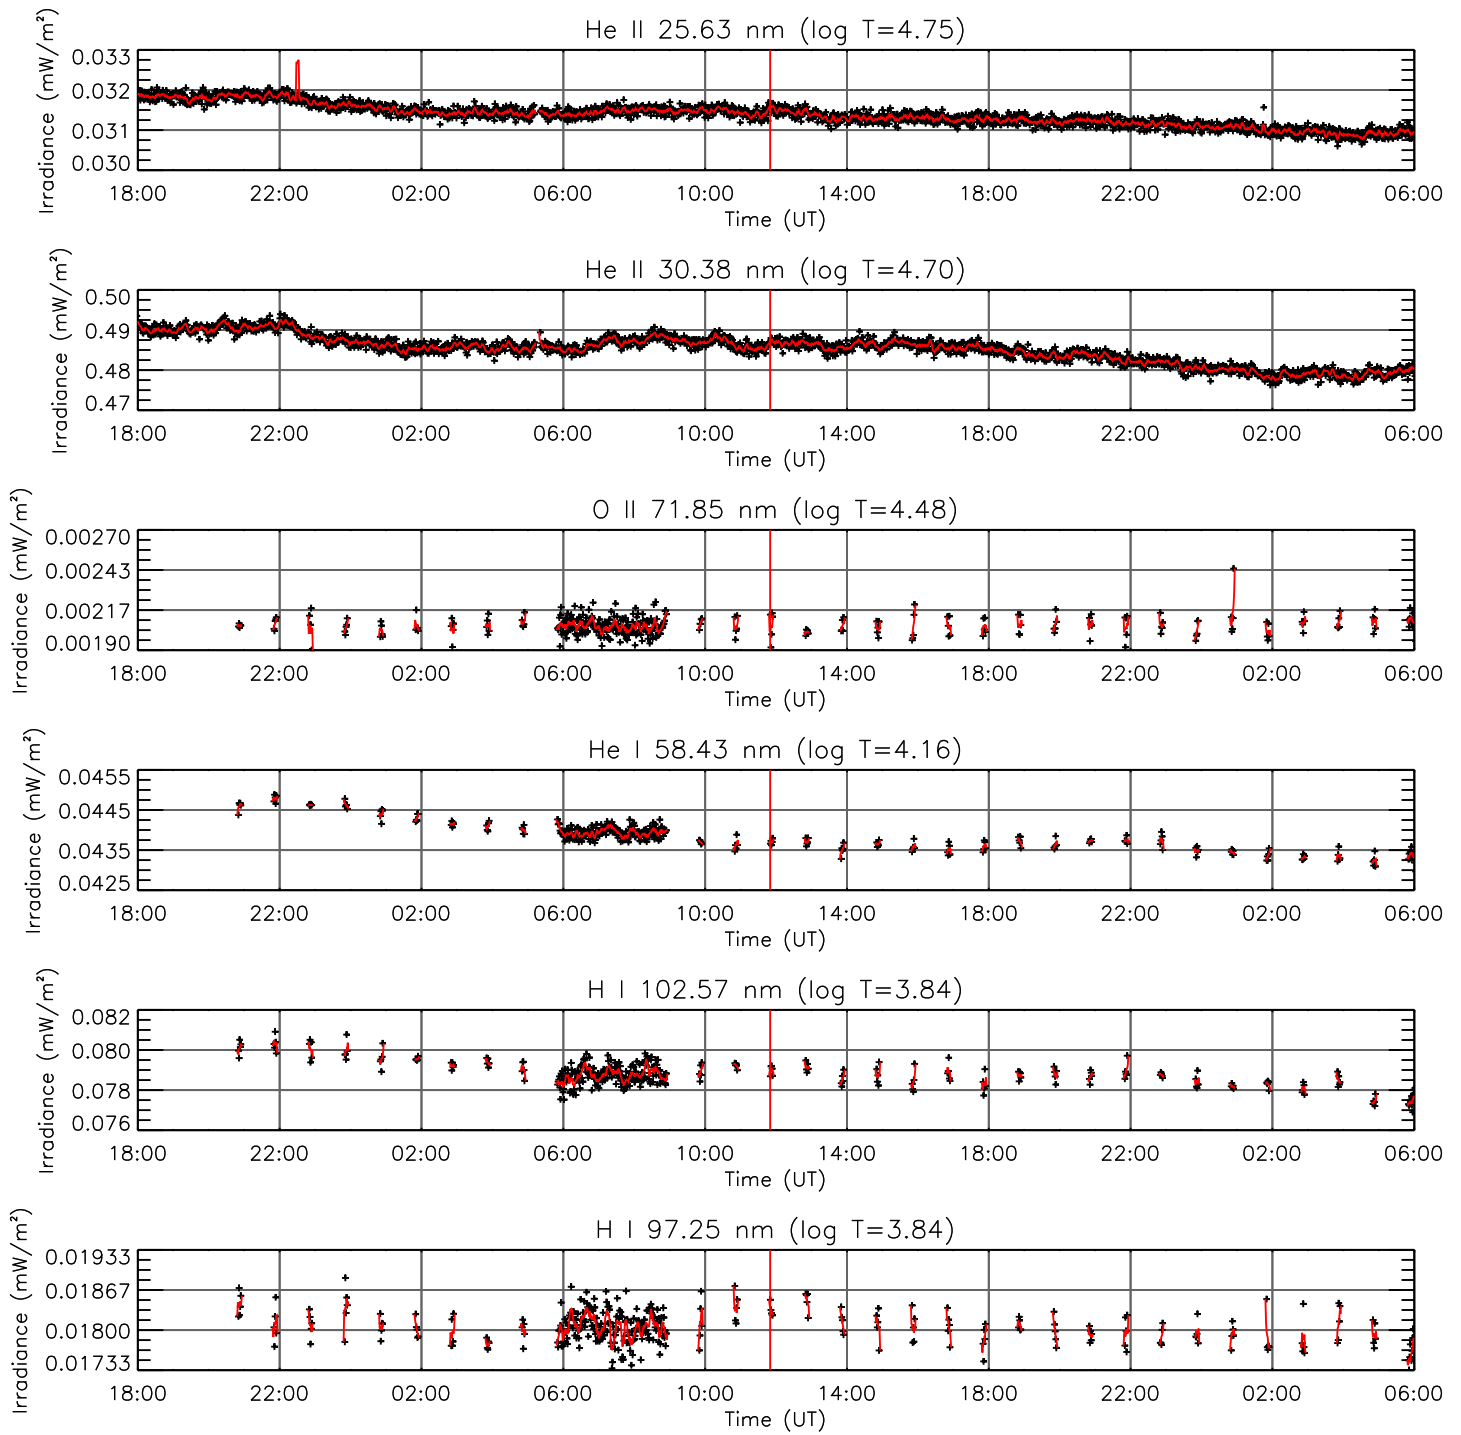 He II 25.63 nm (log T=4.75)
Irradiance (mW/m²)
0.033
0.032
0.031
0.030
18:00 22:00 02:00 06:00 10:00 14:00 18:00 22:00 02:00 06:00
Time (UT)
He II 30.38 nm (log T=4.70)
Irradiance (mW/m²)
0.50
0.49
0.48
0.47
18:00 22:00 02:00 06:00 10:00 14:00 18:00 22:00 02:00 06:00
Time (UT)
O II 71.85 nm (log T=4.48)
Irradiance (mW/m²)
0.00270
0.00243
0.00217
0.00190
18:00 22:00 02:00 06:00 10:00 14:00 18:00 22:00 02:00 06:00
Time (UT)
He I 58.43 nm (log T=4.16)
Irradiance (mW/m²)
0.0455
0.0445
0.0435
0.0425
18:00 22:00 02:00 06:00 10:00 14:00 18:00 22:00 02:00 06:00
Time (UT)
H I 102.57 nm (log T=3.84)
Irradiance (mW/m²)
0.082
0.080
0.078
0.076
18:00 22:00 02:00 06:00 10:00 14:00 18:00 22:00 02:00 06:00
Time (UT)
H I 97.25 nm (log T=3.84)
Irradiance (mW/m²)
0.01933
0.01867
0.01800
0.01733
18:00 22:00 02:00 06:00 10:00 14:00 18:00 22:00 02:00 06:00
Time (UT)